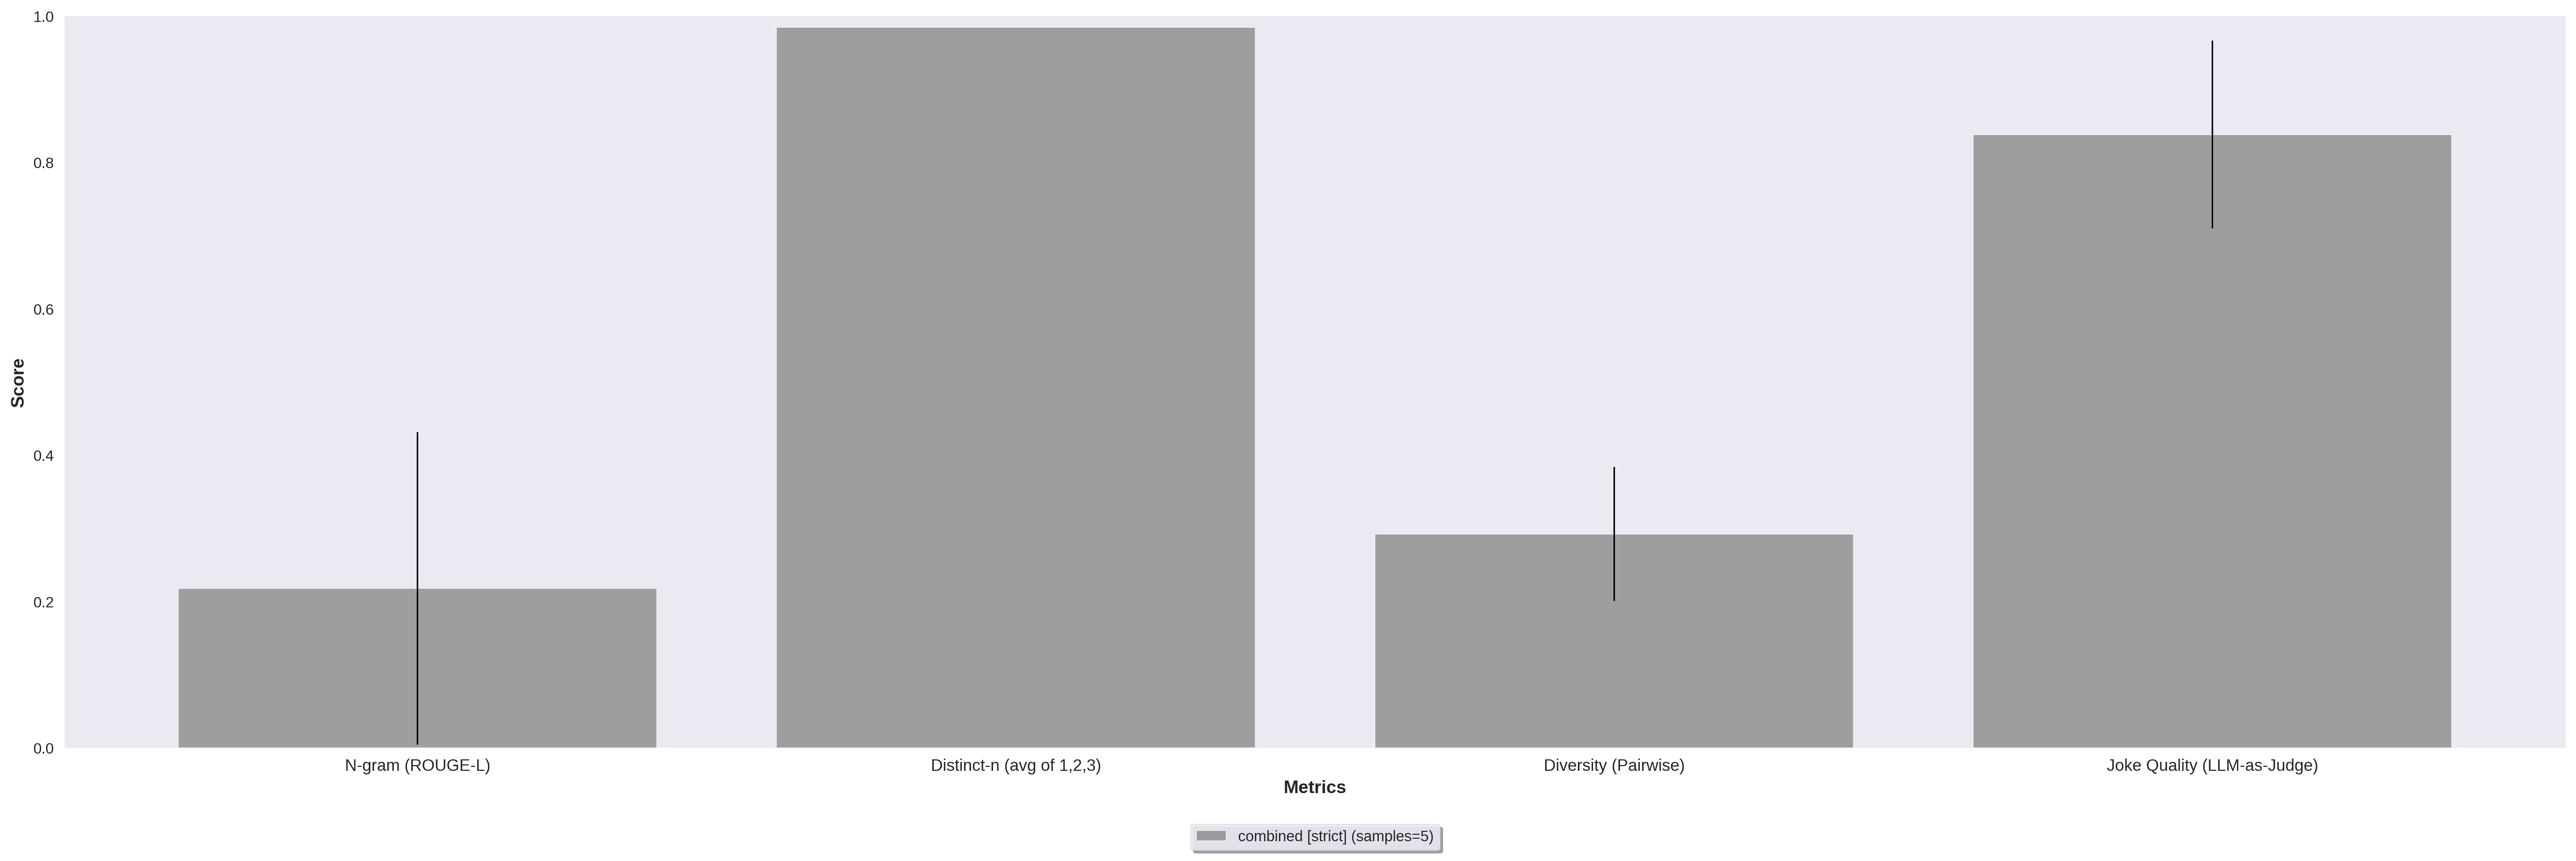 1.0
0.8
0.6
0.4
0.2
0.0
Score
N-gram (ROUGE-L)
Distinct-n (avg of 1,2,3)
Diversity (Pairwise)
Joke Quality (LLM-as-Judge)
Metrics
combined [strict] (samples=5)